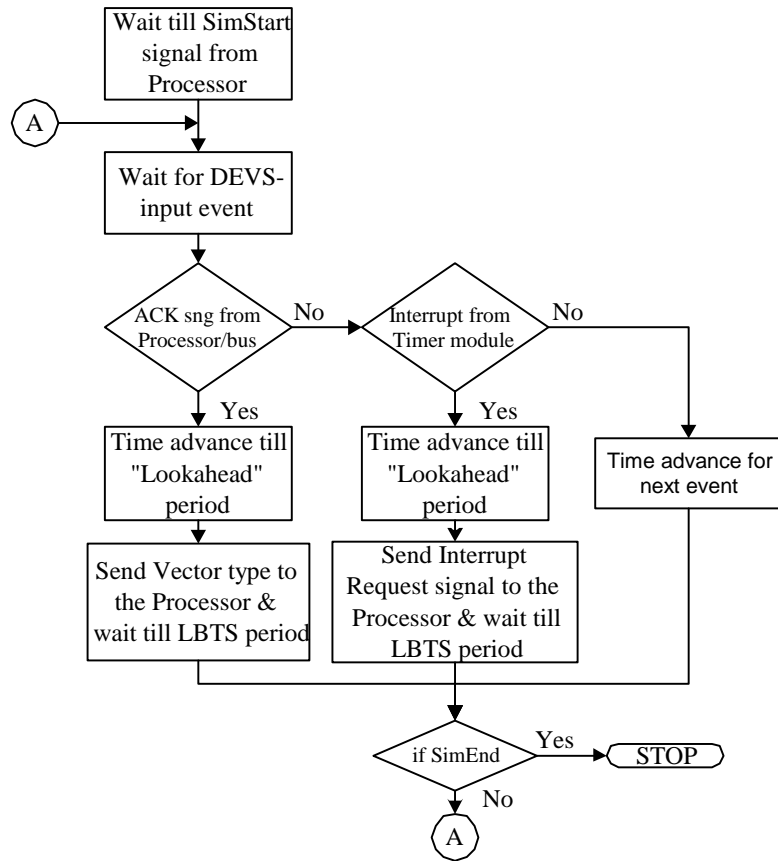 Wait till SimStart
signal from
Processor
A
Wait for DEVS-
input event
ACK sng from
Processor/bus
No
Interrupt from
Timer module
No
Yes
Yes
Time advance till
"Lookahead"
period
Time advance till
"Lookahead"
period
Time advance for
next event
Send Vector type to
the Processor &
wait till LBTS period
Send Interrupt
Request signal to the
Processor & wait till
LBTS period
if SimEnd
Yes
STOP
No
A